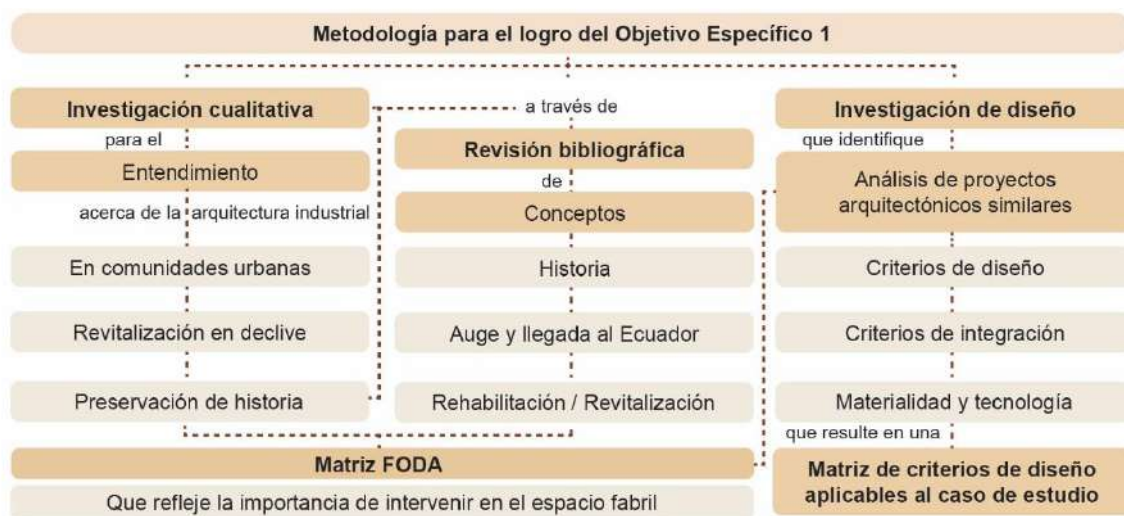 Metodología para el logro del Objetivo Específico 1
Investigación cualitativa
para el
Entendimiento
acerca de la arquitectura industrial
En comunidades urbanas
Revitalización en declive
Preservación de historia
a través de
Revisión bibliográfica
de
Conceptos
Historia
Auge y llegada al Ecuador
Rehabilitación / Revitalización
Matriz FODA
Que refleje la importancia de intervenir en el espacio fabril
Investigación de diseño
que identifique
Análisis de proyectos
arquitectónicos similares
Criterios de diseño
Criterios de integración
Materialidad y tecnología
que resulte en una
Matriz de criterios de diseño
aplicables al caso de estudio